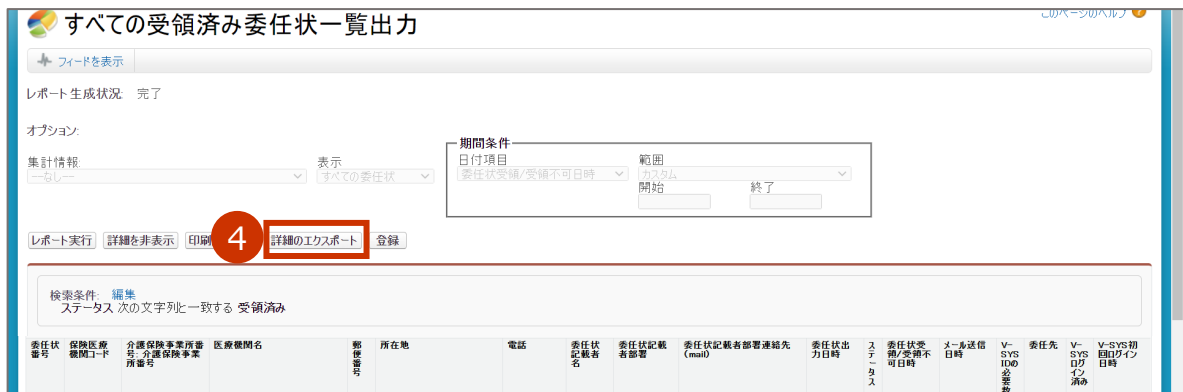 このページのヘルプ
すべての受領済み委任状一覧出力
フィードを表示
レポート生成状況: 完了
オプション:
期間条件
集計情報: 表示 日付項目 範囲
--なし-- すべての委任状 委任状受領/受領不可日時 カスタム
開始 終了
レポート実行 詳細を非表示 印刷 4 詳細のエクスポート 登録
検索条件: 編集
ステータス 次の文字列と一致する 受領済み
委任状番号 保険医療機関コード 介護保険事業所番号: 介護保険事業所番号 医療機関名 郵便番号 所在地 電話 委任状記載者名 委任状記載者部署 委任状記載者部署連絡先(mail) 委任状出力日時 ステータス 委任状受領/受領不可日時 メール送信日時 V-SYSIDの必要数 委任先 V-SYSログイン済み V-SYS初回ログイン日時